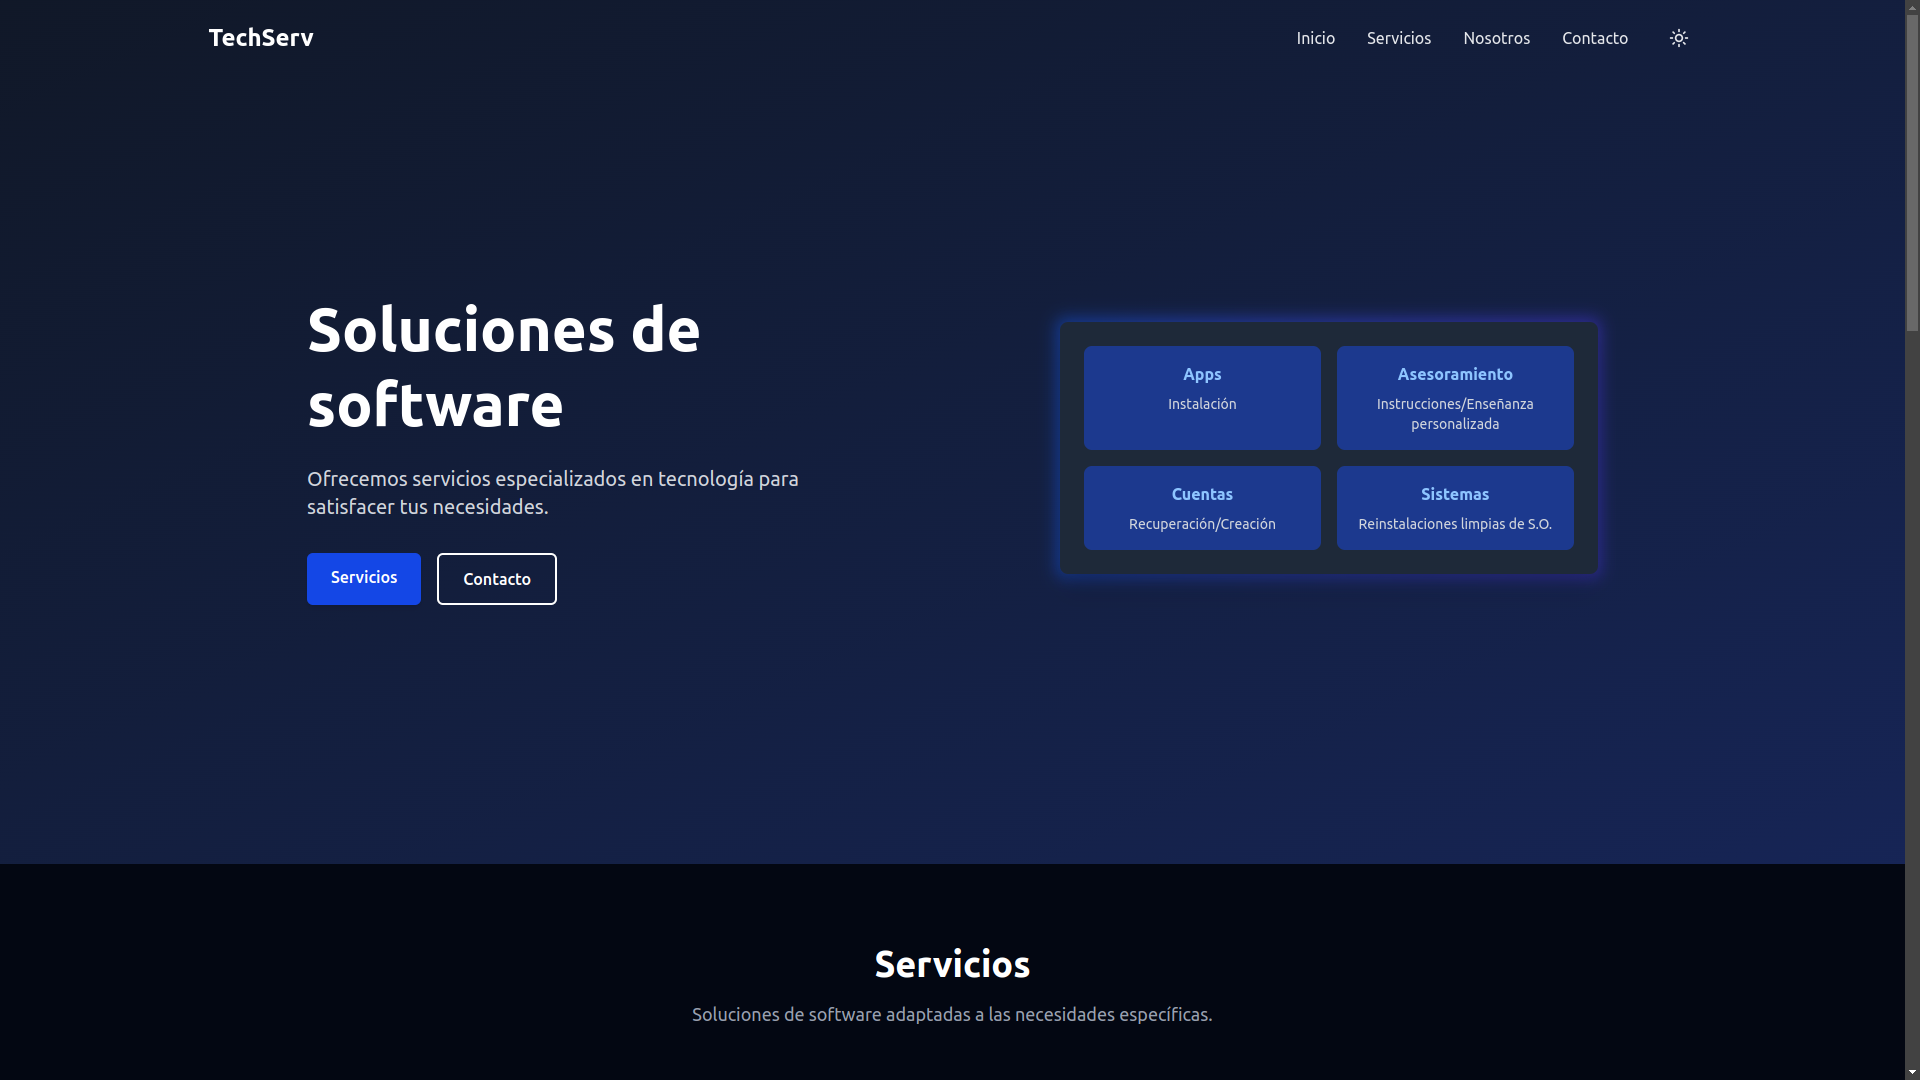 TechServ
Inicio
Servicios
Nosotros
Contacto
Soluciones de
software
Ofrecemos servicios especializados en tecnología para
satisfacer tus necesidades.
Servicios
Contacto
Apps
Instalación
Asesoramiento
Instrucciones/Enseñanza
personalizada
Cuentas
Recuperación/Creación
Sistemas
Reinstalaciones limpias de S.O.
Servicios
Soluciones de software adaptadas a las necesidades específicas.